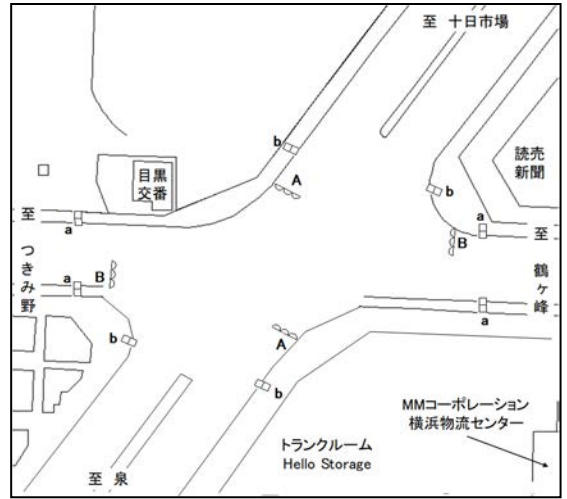 至 十日市場
b
目黒
交番
A
読売
新聞
b
a
至
a
B
至
つきみ野
a
B
鶴ヶ峰
a
b
A
b
MMコーポレーション
横浜物流センター
トランクルーム
Hello Storage
至 泉